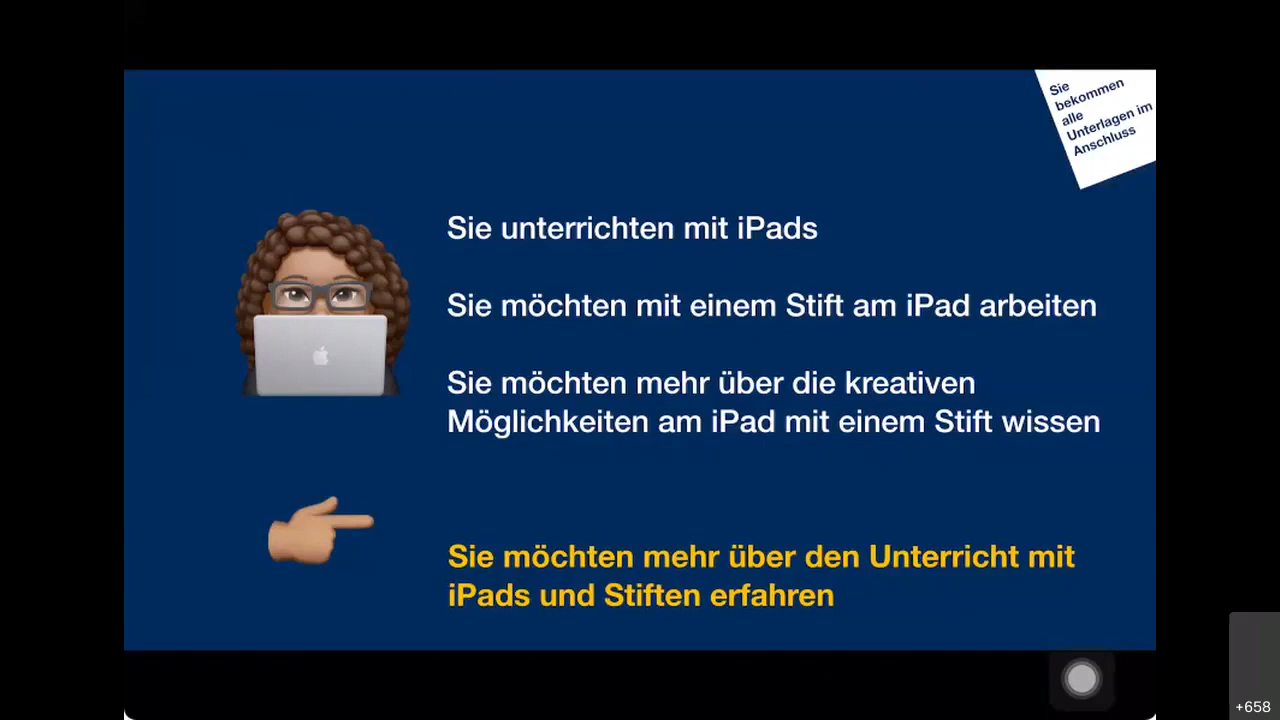 Sie
bekommen
alle
Unterlagen im
Anschluss
Sie unterrichten mit iPads
Sie möchten mit einem Stift am iPad arbeiten
Sie möchten mehr über die kreativen
Möglichkeiten am iPad mit einem Stift wissen
Sie möchten mehr über den Unterricht mit
iPads und Stiften erfahren
+658